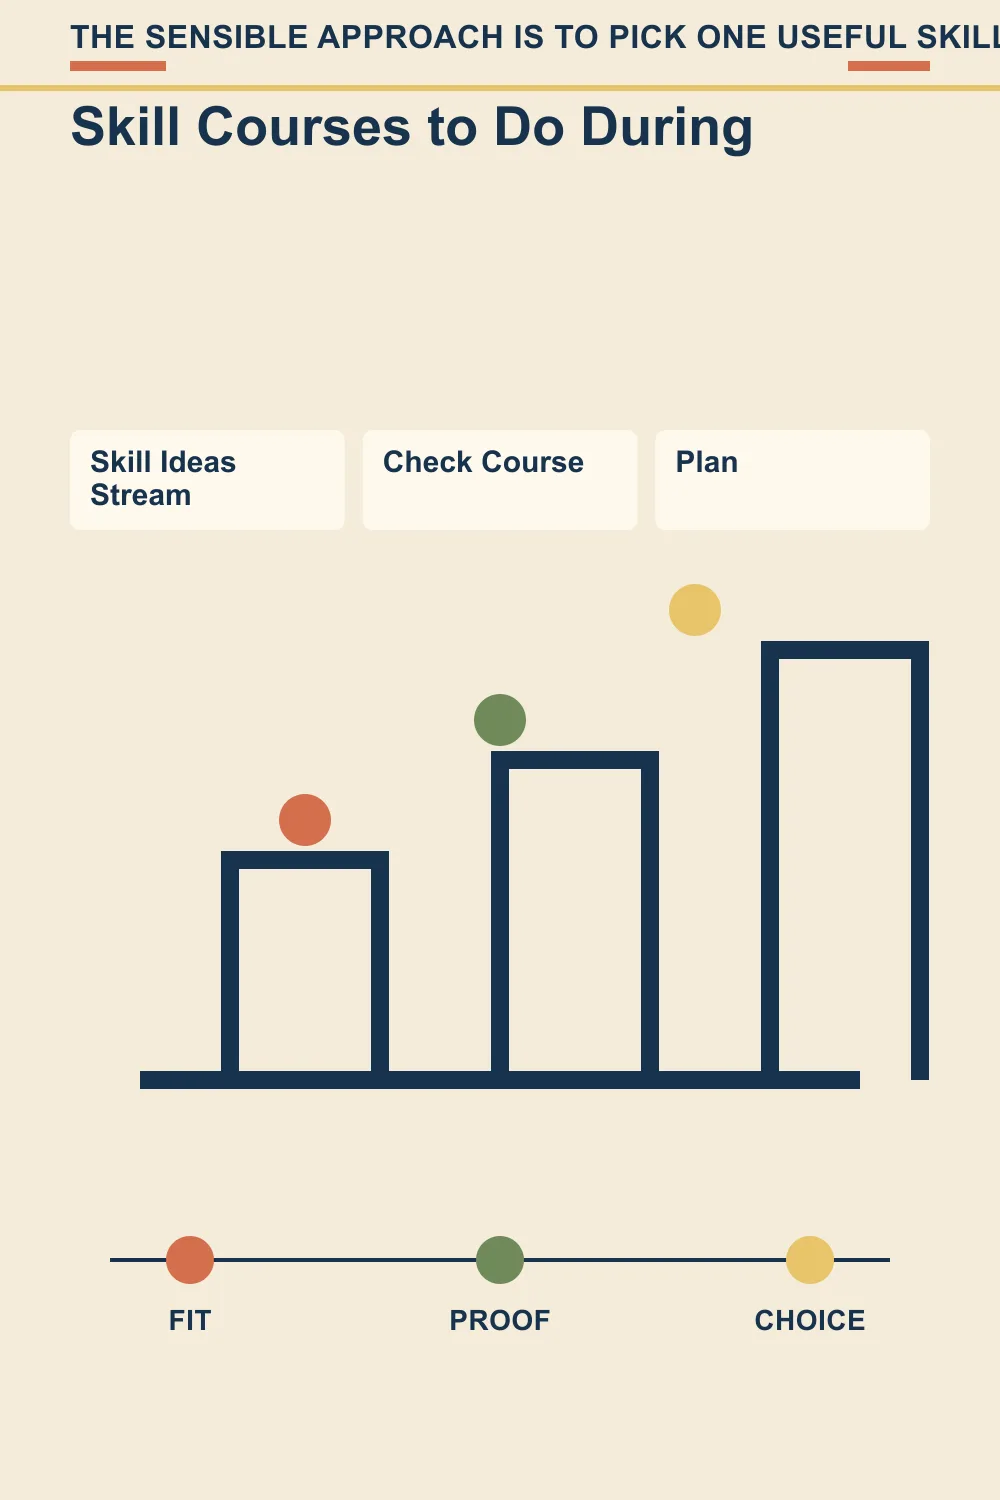 THE SENSIBLE APPROACH IS TO PICK ONE USEFUL SKILL
Skill Courses to Do During
Skill Ideas
Stream
Check Course
Plan
FIT
PROOF
CHOICE